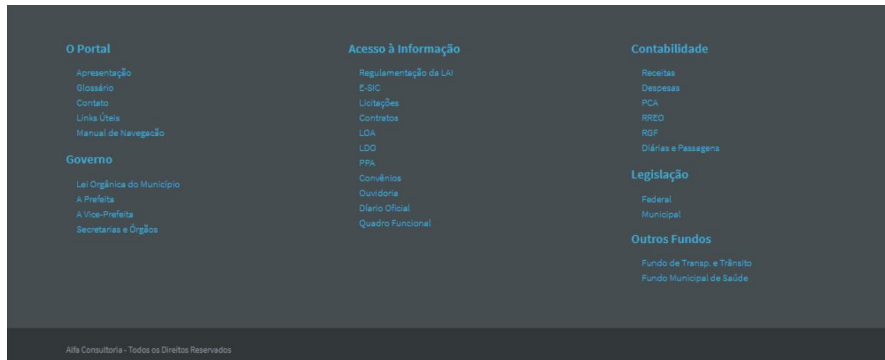 O Portal
Apresentação
Glossário
Contato
Links Úteis
Manual de Navegação
Governo
Lei Orgânica do Município
A Prefeita
A Vice-Prefeita
Secretarias e Órgãos
Acesso à Informação
Regulamentação da LAI
E-SIC
Licitações
Contratos
LOA
LDO
PPA
Convênios
Ouvidoria
Díario Oficial
Quadro Funcional
Contabilidade
Receitas
Despesas
PCA
RREO
RGF
Diárias e Passagens
Legislação
Federal
Municipal
Outros Fundos
Fundo de Transp. e Trânsito
Fundo Municipal de Saúde
Alfa Consultoria - Todos os Direitos Reservados